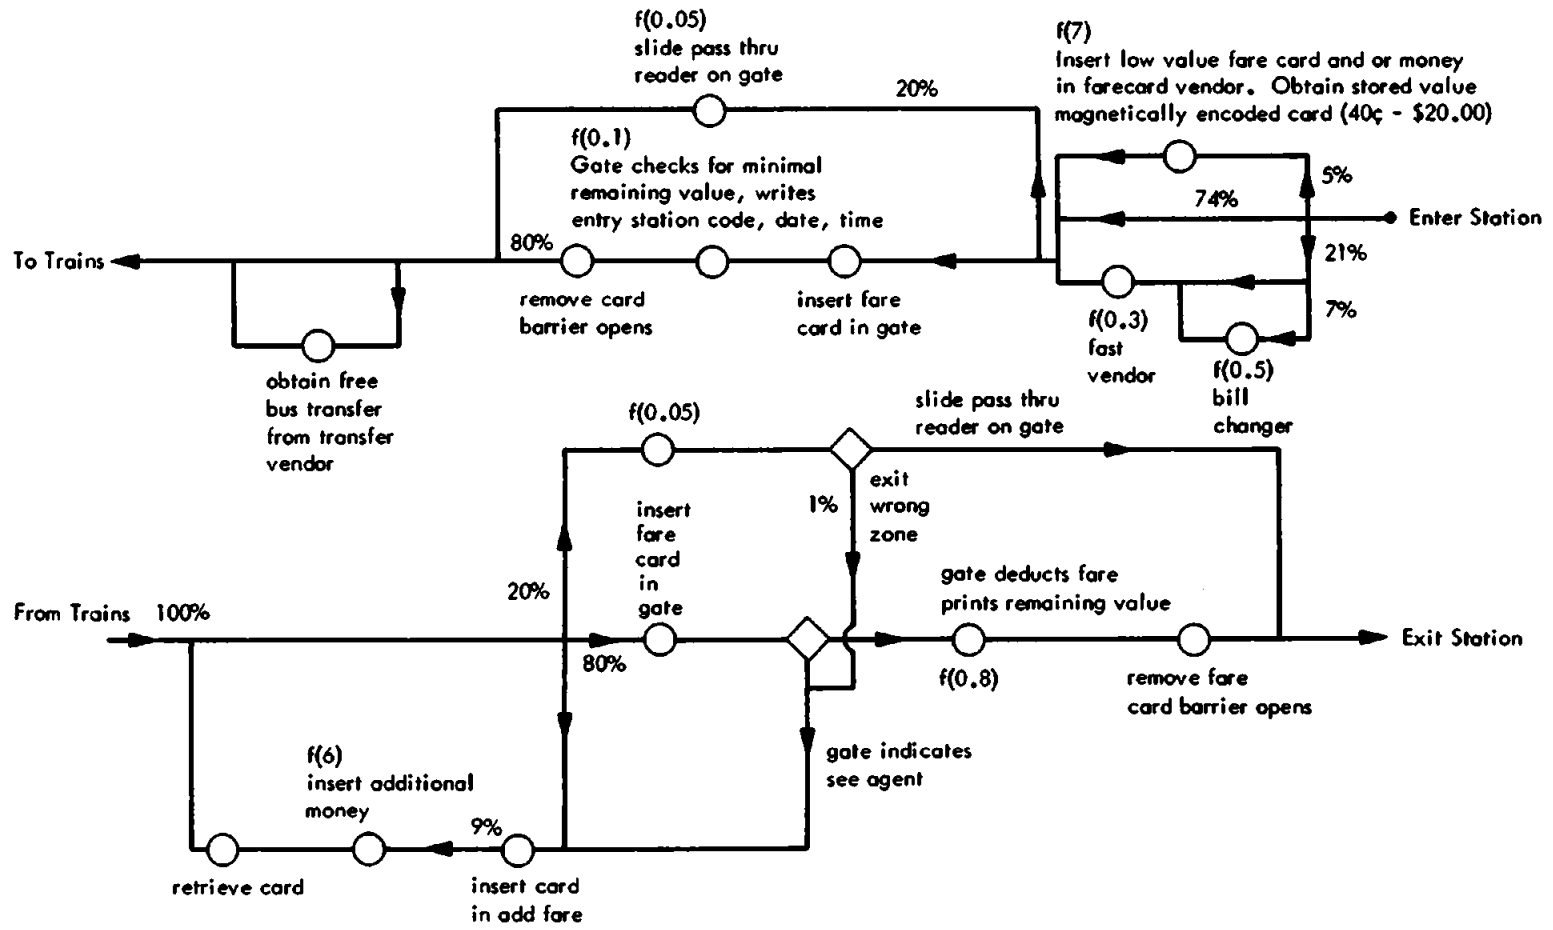 f(0.05)
slide pass thru
reader on gate
20%
f(7)
Insert low value fare card and or money
in farecard vendor. Obtain stored value
magnetically encoded card (40¢ - $20.00)
f(0.1)
Gate checks for minimal
remaining value, writes
entry station code, date, time
5%
74%
Enter Station
21%
7%
To Trains
80%
remove card
barrier opens
insert fare
card in gate
f(0.3)
fast
vendor
f(0.5)
bill
changer
obtain free
bus transfer
from transfer
vendor
f(0.05)
slide pass thru
reader on gate
1%
exit
wrong
zone
insert
fare
card
in
gate
20%
gate deducts fare
prints remaining value
From Trains 100%
80%
f(0.8)
Exit Station
remove fare
card barrier opens
gate indicates
see agent
f(6)
insert additional
money
9%
retrieve card
insert card
in add fare